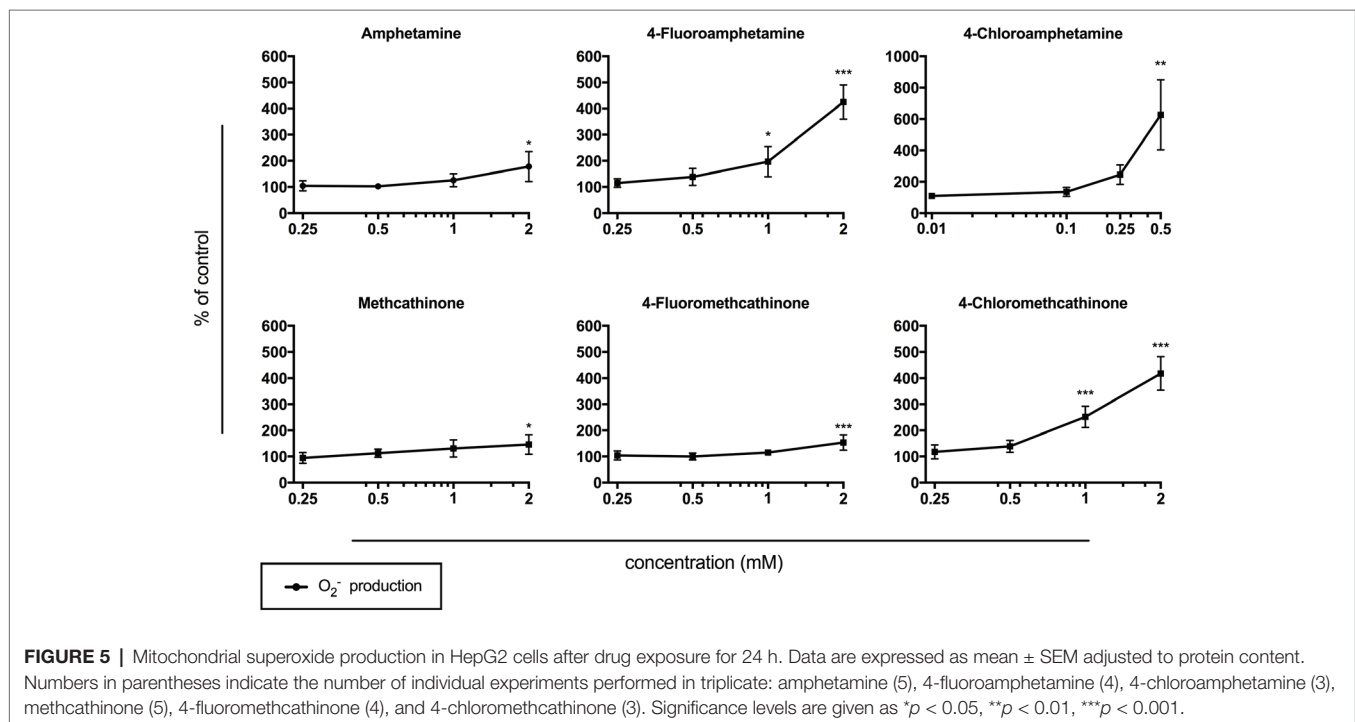 Amphetamine
600
500
400
300
200
100
0
*
0.25 0.5 1 2
4-Fluoroamphetamine
600
500
400
300
200
100
0
*
***
0.25 0.5 1 2
4-Chloroamphetamine
1000
800
600
400
200
0
**
0.01 0.1 0.25 0.5
% of control
Methcathinone
600
500
400
300
200
100
0
*
0.25 0.5 1 2
4-Fluoromethcathinone
600
500
400
300
200
100
0
***
0.25 0.5 1 2
4-Chloromethcathinone
600
500
400
300
200
100
0
***
***
0.25 0.5 1 2
concentration (mM)
O₂⁻ production
FIGURE 5 | Mitochondrial superoxide production in HepG2 cells after drug exposure for 24 h. Data are expressed as mean ± SEM adjusted to protein content.
Numbers in parentheses indicate the number of individual experiments performed in triplicate: amphetamine (5), 4-fluoroamphetamine (4), 4-chloroamphetamine (3),
methcathinone (5), 4-fluoromethcathinone (4), and 4-chloromethcathinone (3). Significance levels are given as *p < 0.05, **p < 0.01, ***p < 0.001.